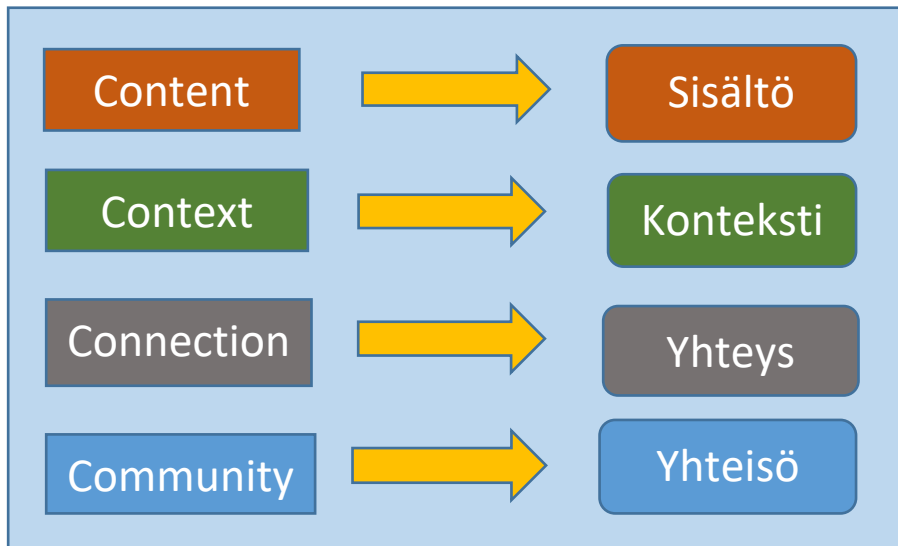 Content
Sisältö
Context
Konteksti
Connection
Yhteys
Community
Yhteisö